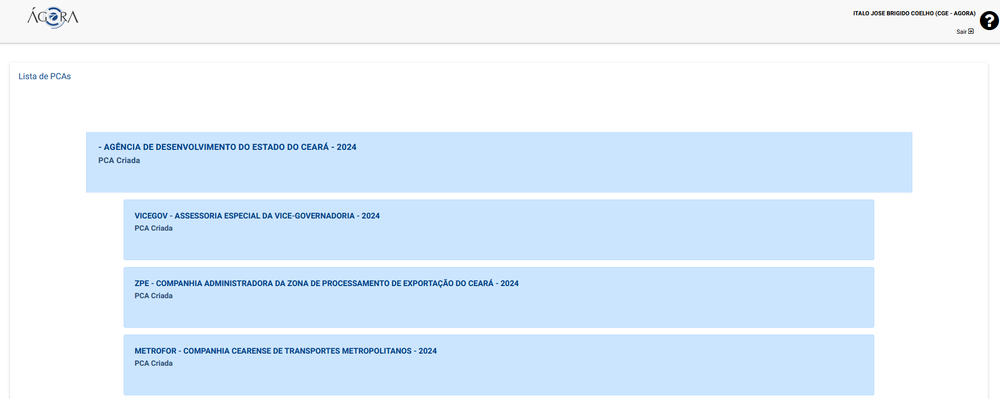 ÁGORA
ITALO JOSE BRIGIDO COELHO (CGE - AGORA)
?
Sair
Lista de PCAs
- AGÊNCIA DE DESENVOLVIMENTO DO ESTADO DO CEARÁ - 2024
PCA Criada
VICEGOV - ASSESSORIA ESPECIAL DA VICE-GOVERNADORIA - 2024
PCA Criada
ZPE - COMPANHIA ADMINISTRADORA DA ZONA DE PROCESSAMENTO DE EXPORTAÇÃO DO CEARÁ - 2024
PCA Criada
METROFOR - COMPANHIA CEARENSE DE TRANSPORTES METROPOLITANOS - 2024
PCA Criada